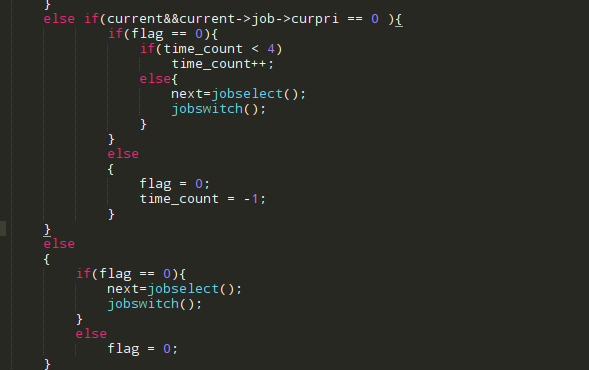 }
else if(current&&current->job->curpri == 0 ){
if(flag == 0){
if(time_count < 4)
time_count++;
else{
next=jobselect();
jobswitch();
}
}
else
{
flag = 0;
time_count = -1;
}
}
else
{
if(flag == 0){
next=jobselect();
jobswitch();
}
else
flag = 0;
}